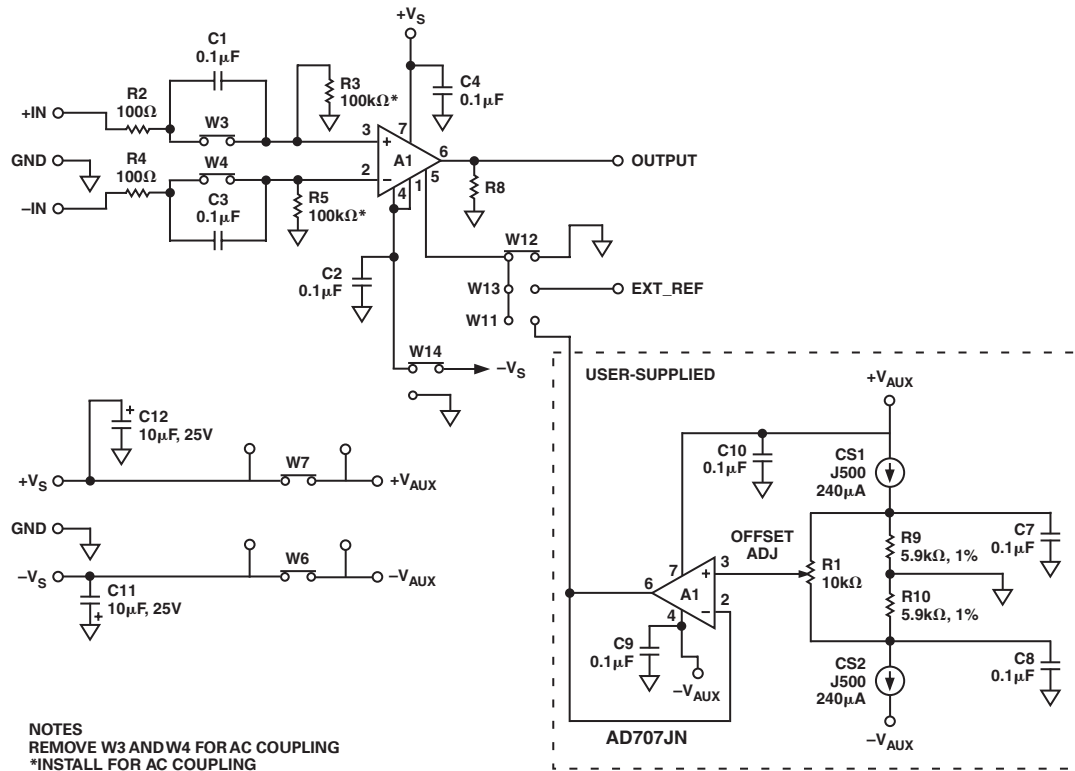 +VS
C1
0.1µF
C4
0.1µF
R3
100kΩ*
R2
100Ω
+IN
W3
3
+
7
A1
6
OUTPUT
GND
R4
100Ω
W4
2
–
4
1
5
R8
–IN
C3
0.1µF
R5
100kΩ*
W12
C2
0.1µF
W13
EXT_REF
W11
W14
–VS
USER-SUPPLIED
+VAUX
+
C12
10µF, 25V
C10
0.1µF
CS1
J500
240µA
+VS
W7
+VAUX
GND
OFFSET
ADJ
R1
10kΩ
R9
5.9kΩ, 1%
C7
0.1µF
–VS
W6
–VAUX
6
7
+
3
A1
–
2
4
R10
5.9kΩ, 1%
C11
10µF, 25V
+
C9
0.1µF
–VAUX
CS2
J500
240µA
C8
0.1µF
–VAUX
AD707JN
NOTES
REMOVE W3 AND W4 FOR AC COUPLING
*INSTALL FOR AC COUPLING